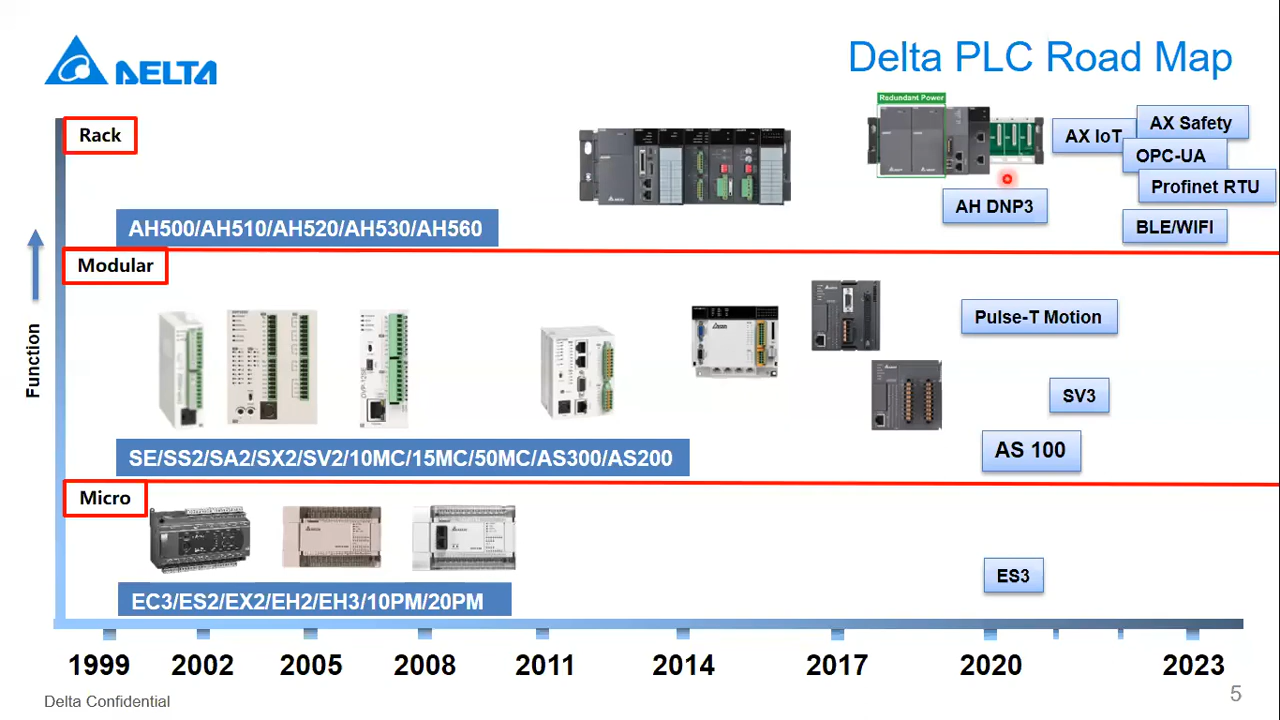 DELTA
Delta PLC Road Map
Rack
Redundant Power
AX IoT
AX Safety
OPC-UA
Profinet RTU
BLE/WIFI
AH DNP3
AH500/AH510/AH520/AH530/AH560
Modular
Pulse-T Motion
SV3
AS 100
SE/SS2/SA2/SX2/SV2/10MC/15MC/50MC/AS300/AS200
Function
Micro
ES3
EC3/ES2/EX2/EH2/EH3/10PM/20PM
1999 2002 2005 2008 2011 2014 2017 2020 2023
Delta Confidential
5